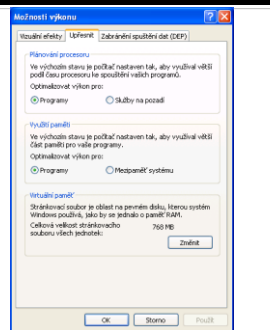 Možnosti výkonu
Vizuální efekty Upřesnit Zabránění spuštění dat (DEP)
Plánování procesoru
Ve výchozím stavu je počítač nastaven tak, aby využíval větší
podíl času procesoru ke spouštění vašich programů.
Optimalizovat výkon pro:
Programy Služby na pozadí
Využití paměti
Ve výchozím stavu je počítač nastaven tak, aby využíval větší
část paměti pro vaše programy.
Optimalizovat výkon pro:
Programy Mezipaměť systému
Virtuální paměť
Stránkovací soubor je oblast na pevném disku, kterou systém
Windows používá, jako by se jednalo o paměť RAM.
Celková velikost stránkovacího 768 MB
souboru všech jednotek:
Změnit
OK Storno Použít